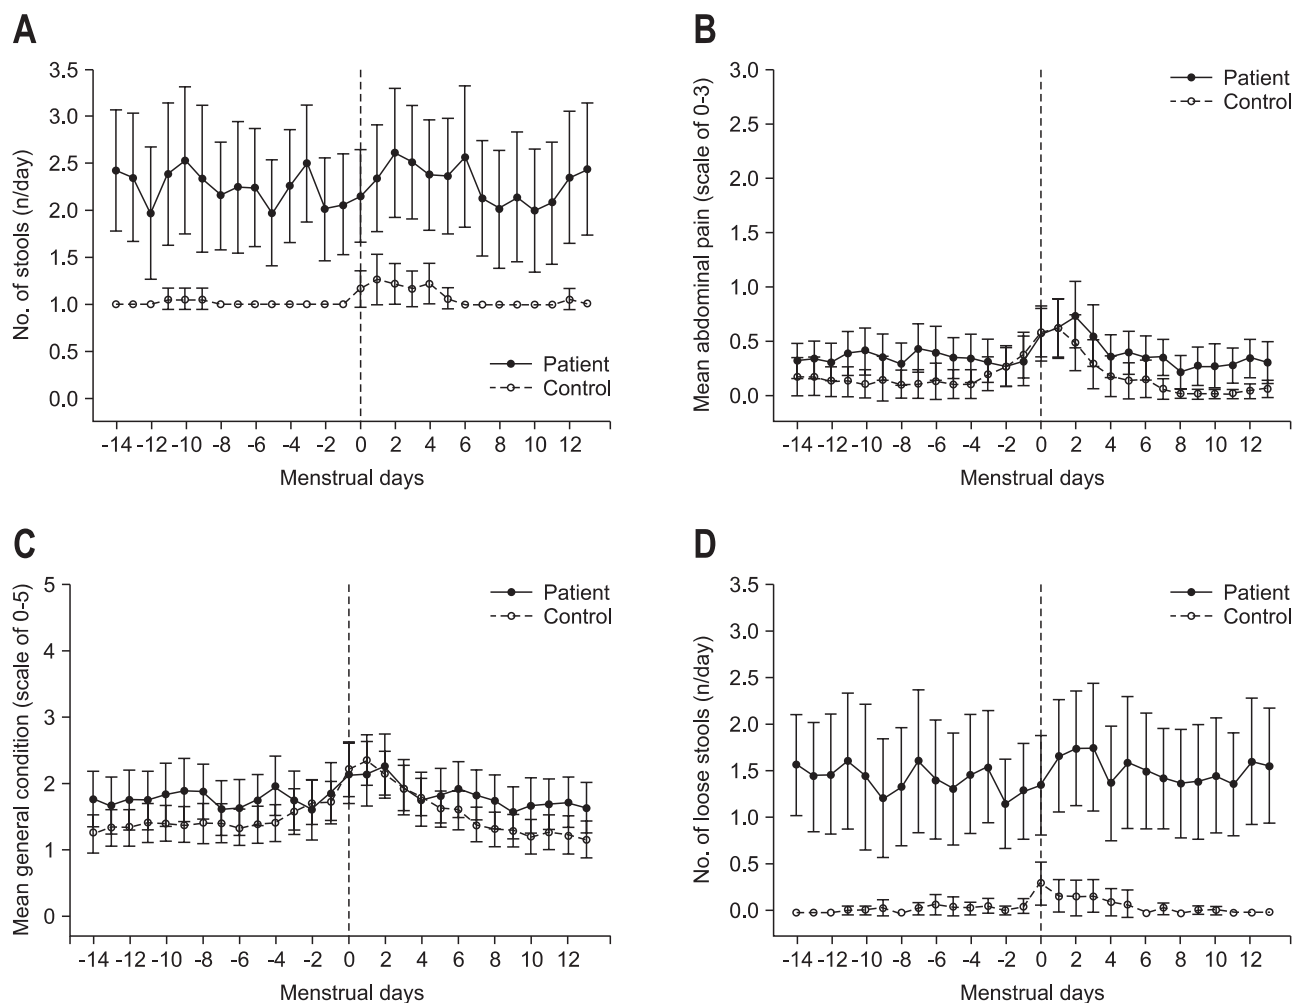 A
No. of stools (n/day)
3.5
3.0
2.5
2.0
1.5
1.0
0.5
0.0
Patient
Control
-14 -12 -10 -8 -6 -4 -2 0 2 4 6 8 10 12
Menstrual days
B
Mean abdominal pain (scale of 0-3)
3.0
2.5
2.0
1.5
1.0
0.5
0.0
Patient
Control
-14 -12 -10 -8 -6 -4 -2 0 2 4 6 8 10 12
Menstrual days
C
Mean general condition (scale of 0-5)
5
4
3
2
1
0
Patient
Control
-14 -12 -10 -8 -6 -4 -2 0 2 4 6 8 10 12
Menstrual days
D
No. of loose stools (n/day)
3.5
3.0
2.5
2.0
1.5
1.0
0.5
0.0
Patient
Control
-14 -12 -10 -8 -6 -4 -2 0 2 4 6 8 10 12
Menstrual days